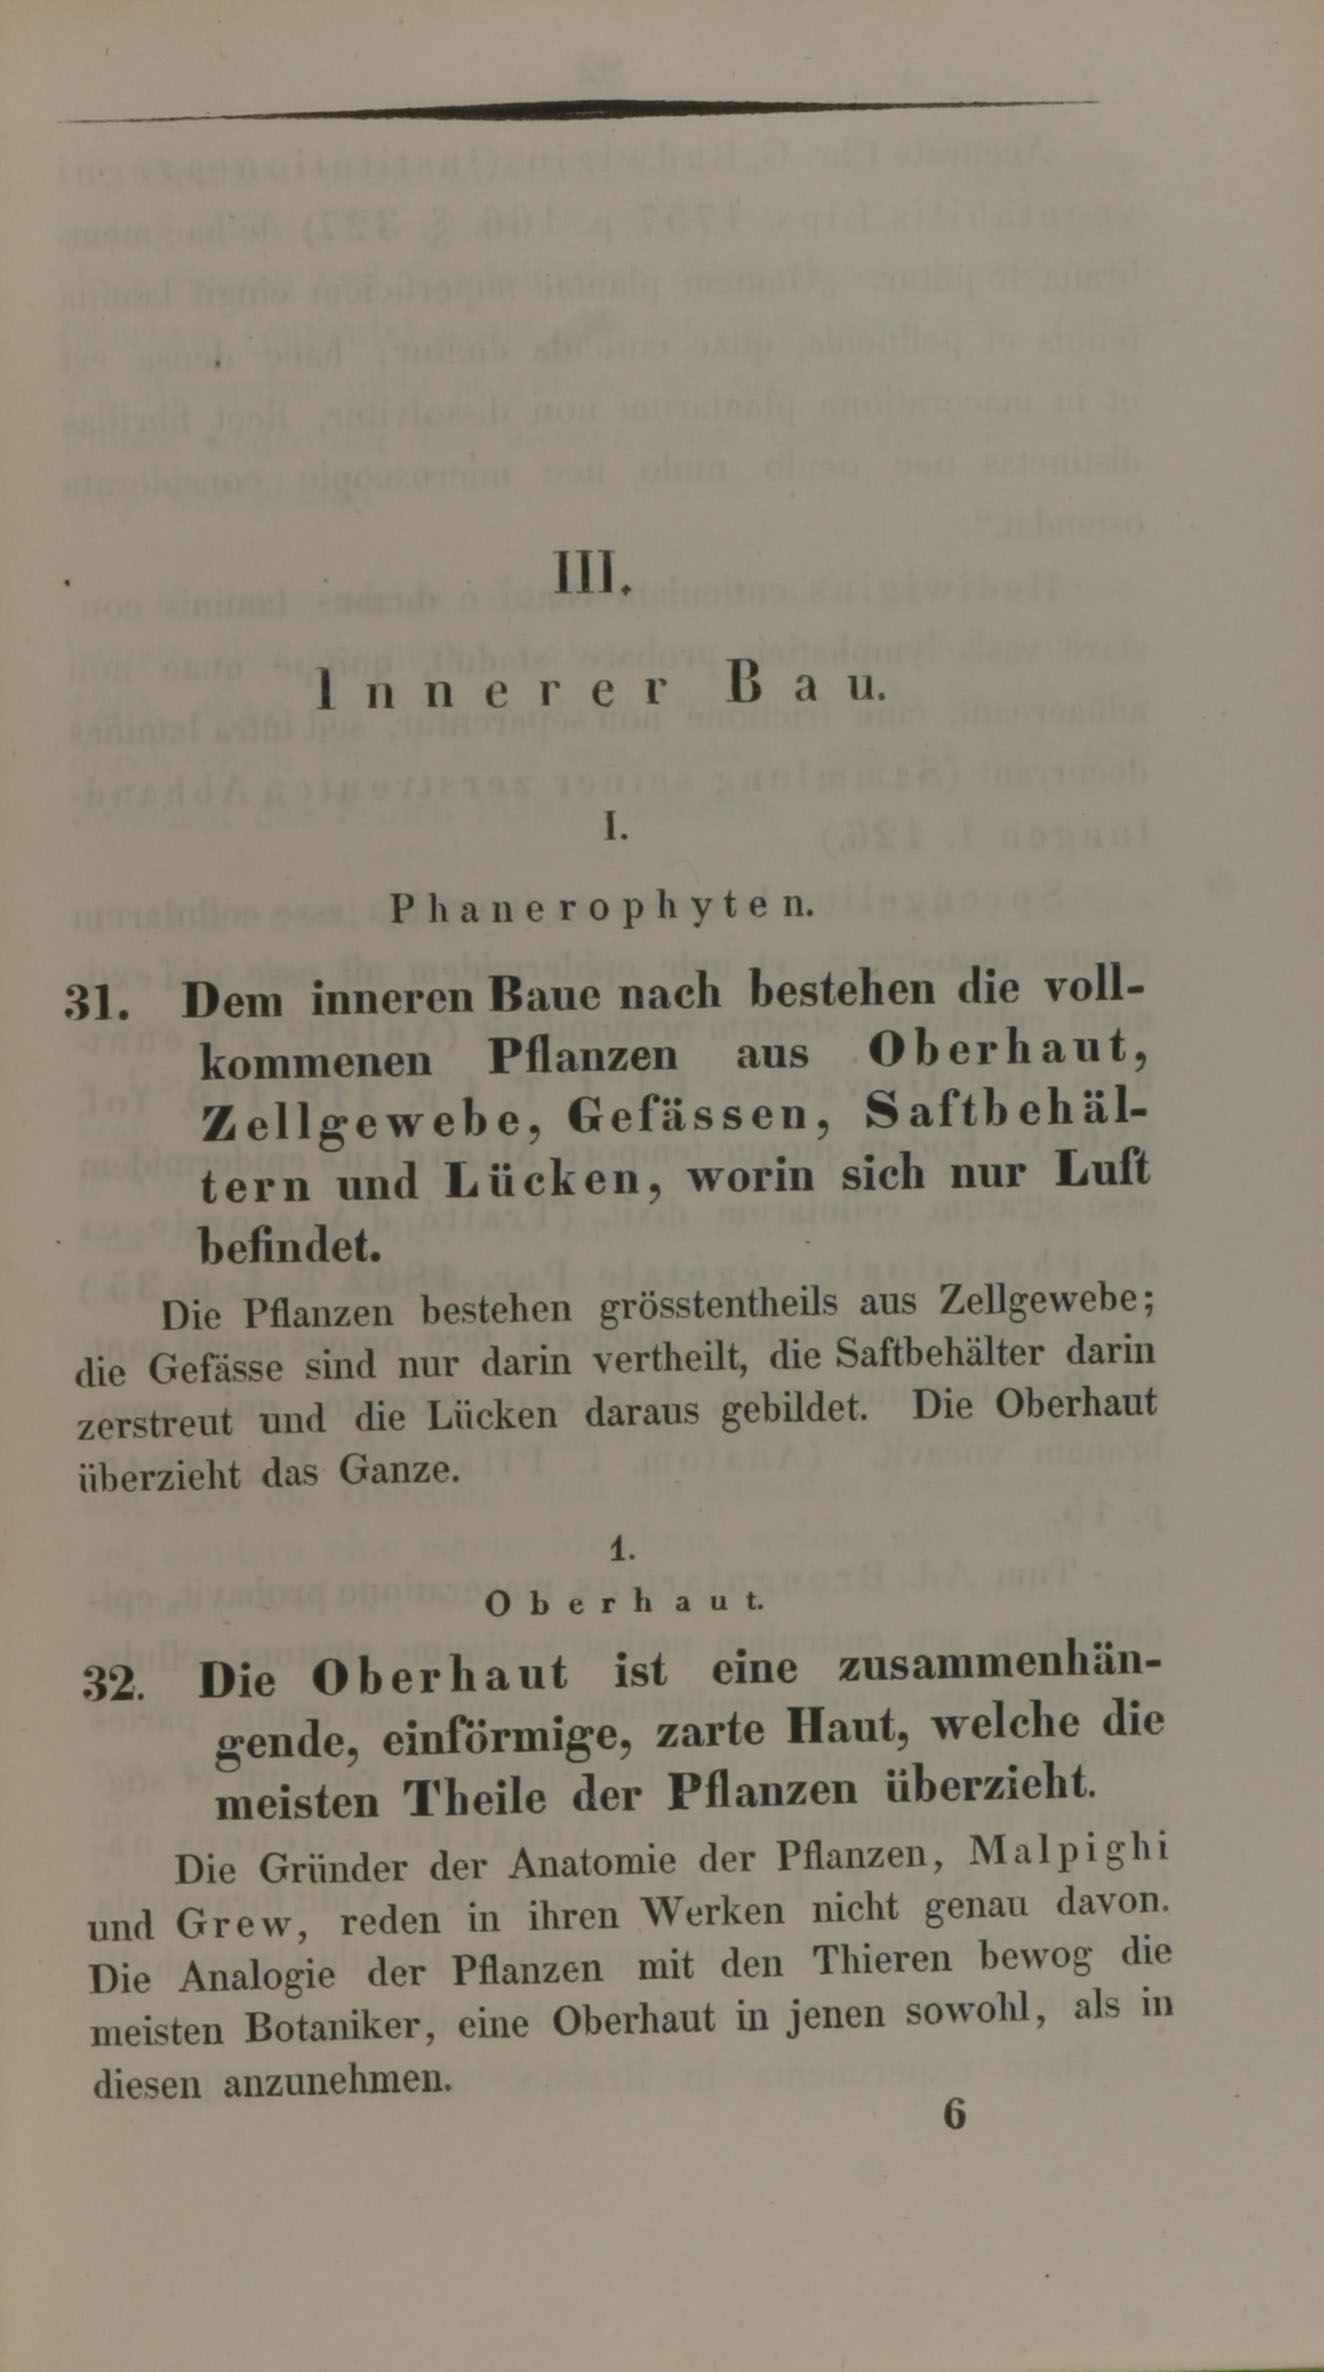 III.
Innerer Bau.
I.
Phanerophyten.
31. Dem inneren Baue nach bestehen die voll-
kommenen Pflanzen aus Oberhaut,
Zellgewebe, Gefässen, Saftbehäl-
tern und Lücken, worin sich nur Luft
befindet.
Die Pflanzen bestehen grösstentheils aus Zellgewebe;
die Gefässe sind nur darin vertheilt, die Saftbehälter darin
zerstreut und die Lücken daraus gebildet. Die Oberhaut
überzieht das Ganze.
1.
Oberhaut.
32. Die Oberhaut ist eine zusammenhän-
gende, einförmige, zarte Haut, welche die
meisten Theile der Pflanzen überzieht.
Die Gründer der Anatomie der Pflanzen, Malpighi
und Grew, reden in ihren Werken nicht genau davon.
Die Analogie der Pflanzen mit den Thieren bewog die
meisten Botaniker, eine Oberhaut in jenen sowohl, als in
diesen anzunehmen.
6